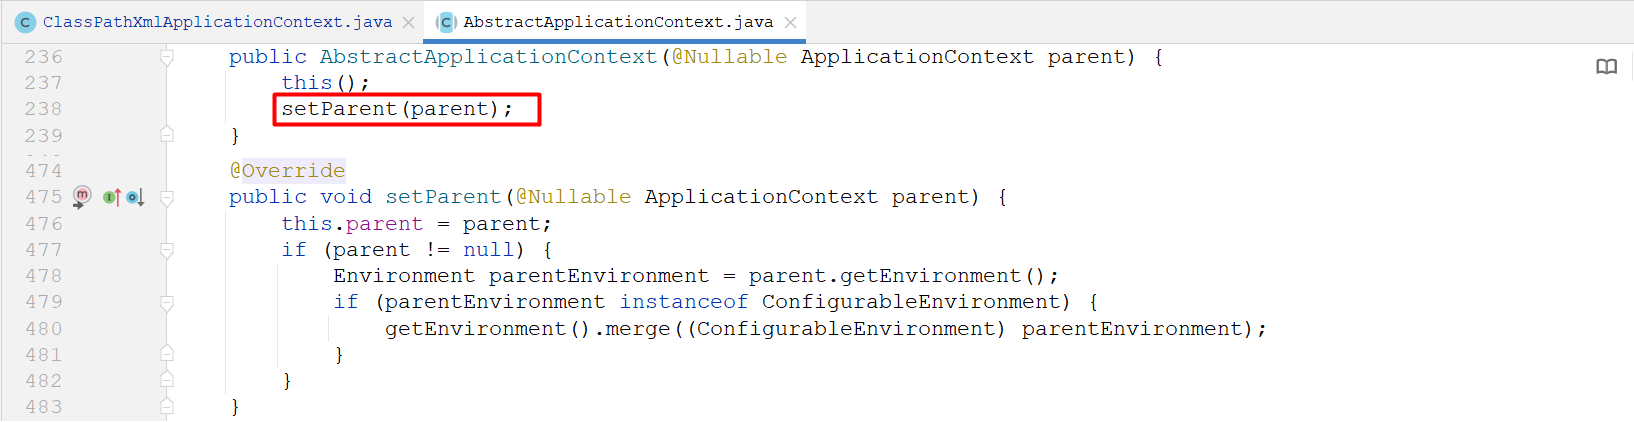 ClassPathXmlApplicationContext.java AbstractApplicationContext.java
236 public AbstractApplicationContext(@Nullable ApplicationContext parent) {
237 this();
238 setParent(parent);
239 }
474 @Override
475 public void setParent(@Nullable ApplicationContext parent) {
476 this.parent = parent;
477 if (parent != null) {
478 Environment parentEnvironment = parent.getEnvironment();
479 if (parentEnvironment instanceof ConfigurableEnvironment) {
480 getEnvironment().merge((ConfigurableEnvironment) parentEnvironment);
481 }
482 }
483 }